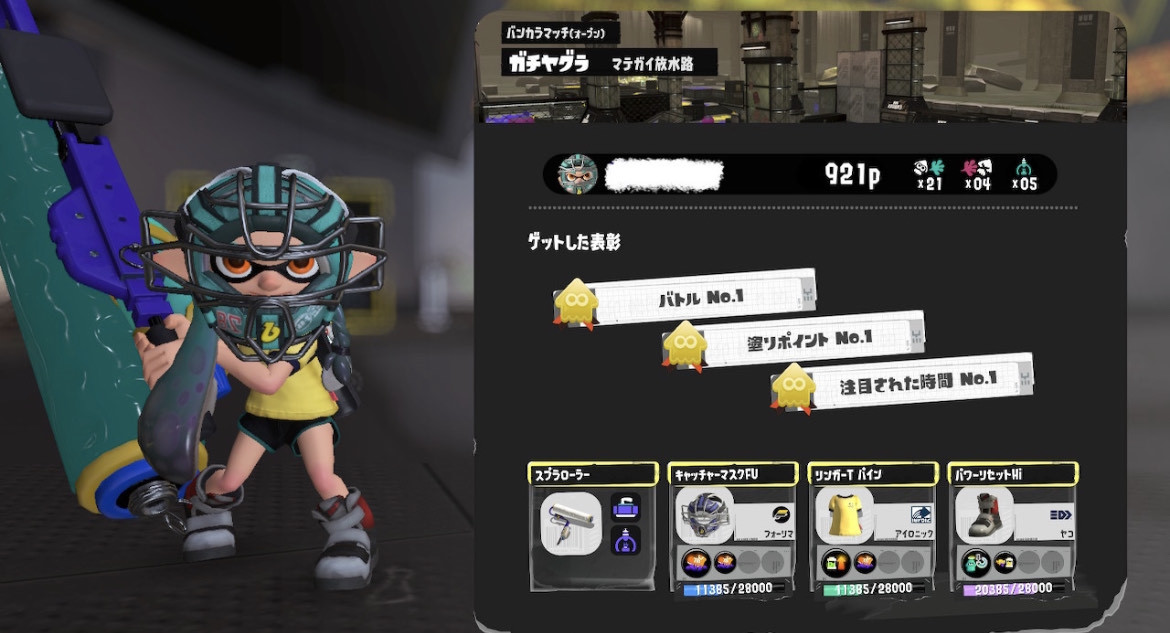 バンカラマッチ(オープン)
ガチヤグラ マテガイ放水路
921p x21 x04 x05
ゲットした表彰
バトル No.1
塗りポイント No.1
注目された時間 No.1
スプラローラー キャッチャーマスクFU リンガーT パイン パワーリセットHi
フォーリマ アイロニック ヤコ
11385/28000 11385/28000 20385/28000